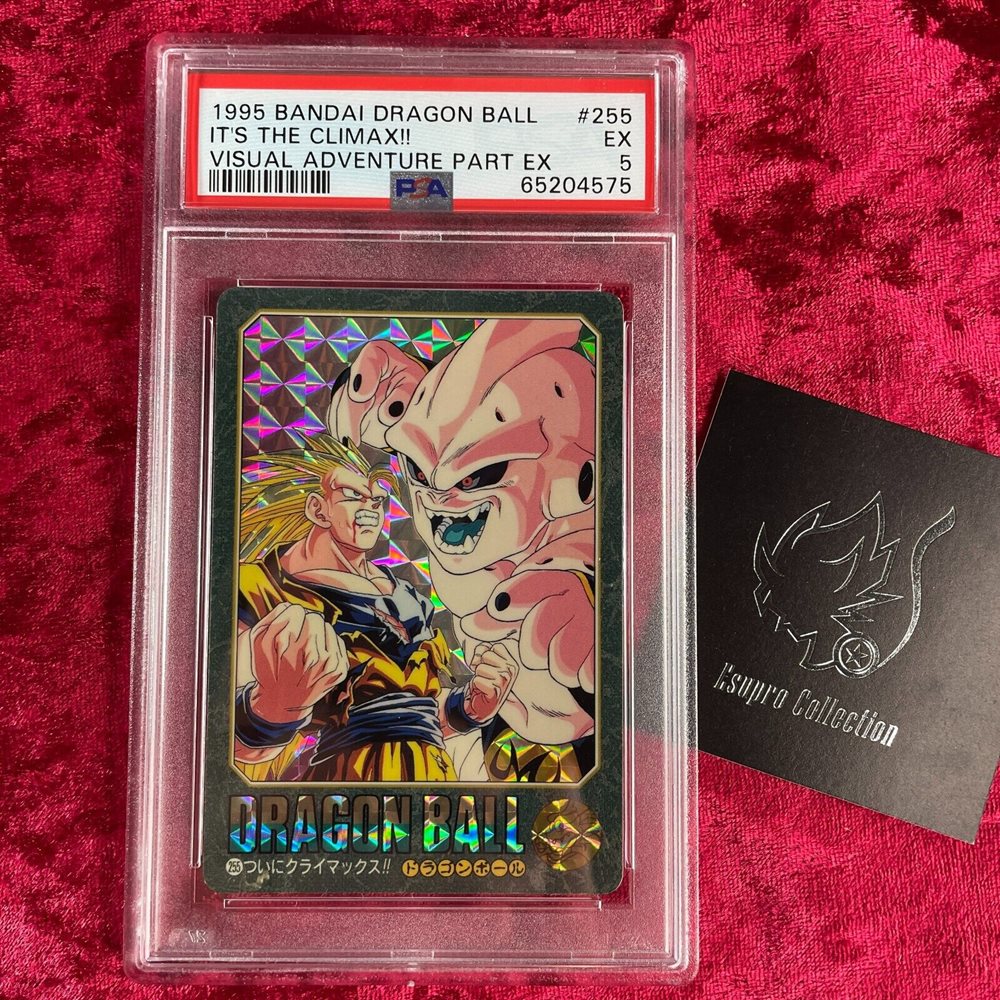 1995 BANDAI DRAGON BALL #255
IT'S THE CLIMAX!! EX
VISUAL ADVENTURE PART EX 5
PSA 65204575
DRAGON BALL
255 ついにクライマックス!! ドラゴンボール
Esupro Collection